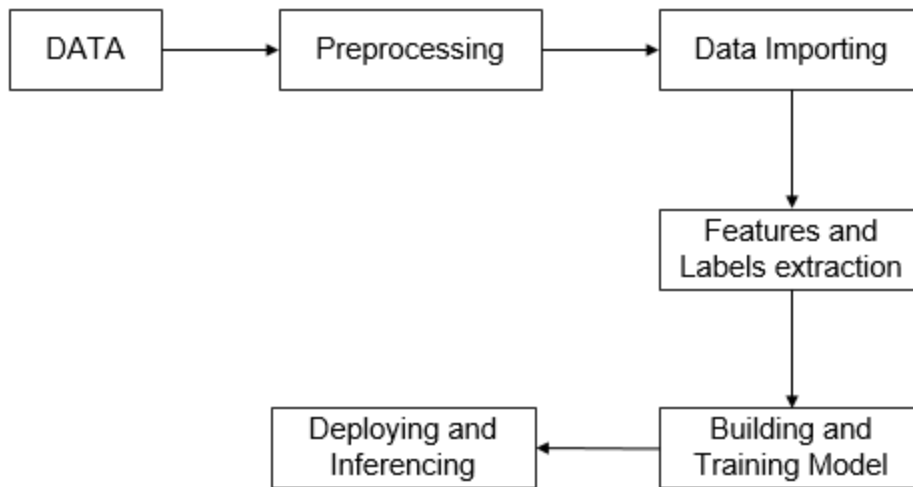 DATA
Preprocessing
Data Importing
Features and
Labels extraction
Building and
Training Model
Deploying and
Inferencing